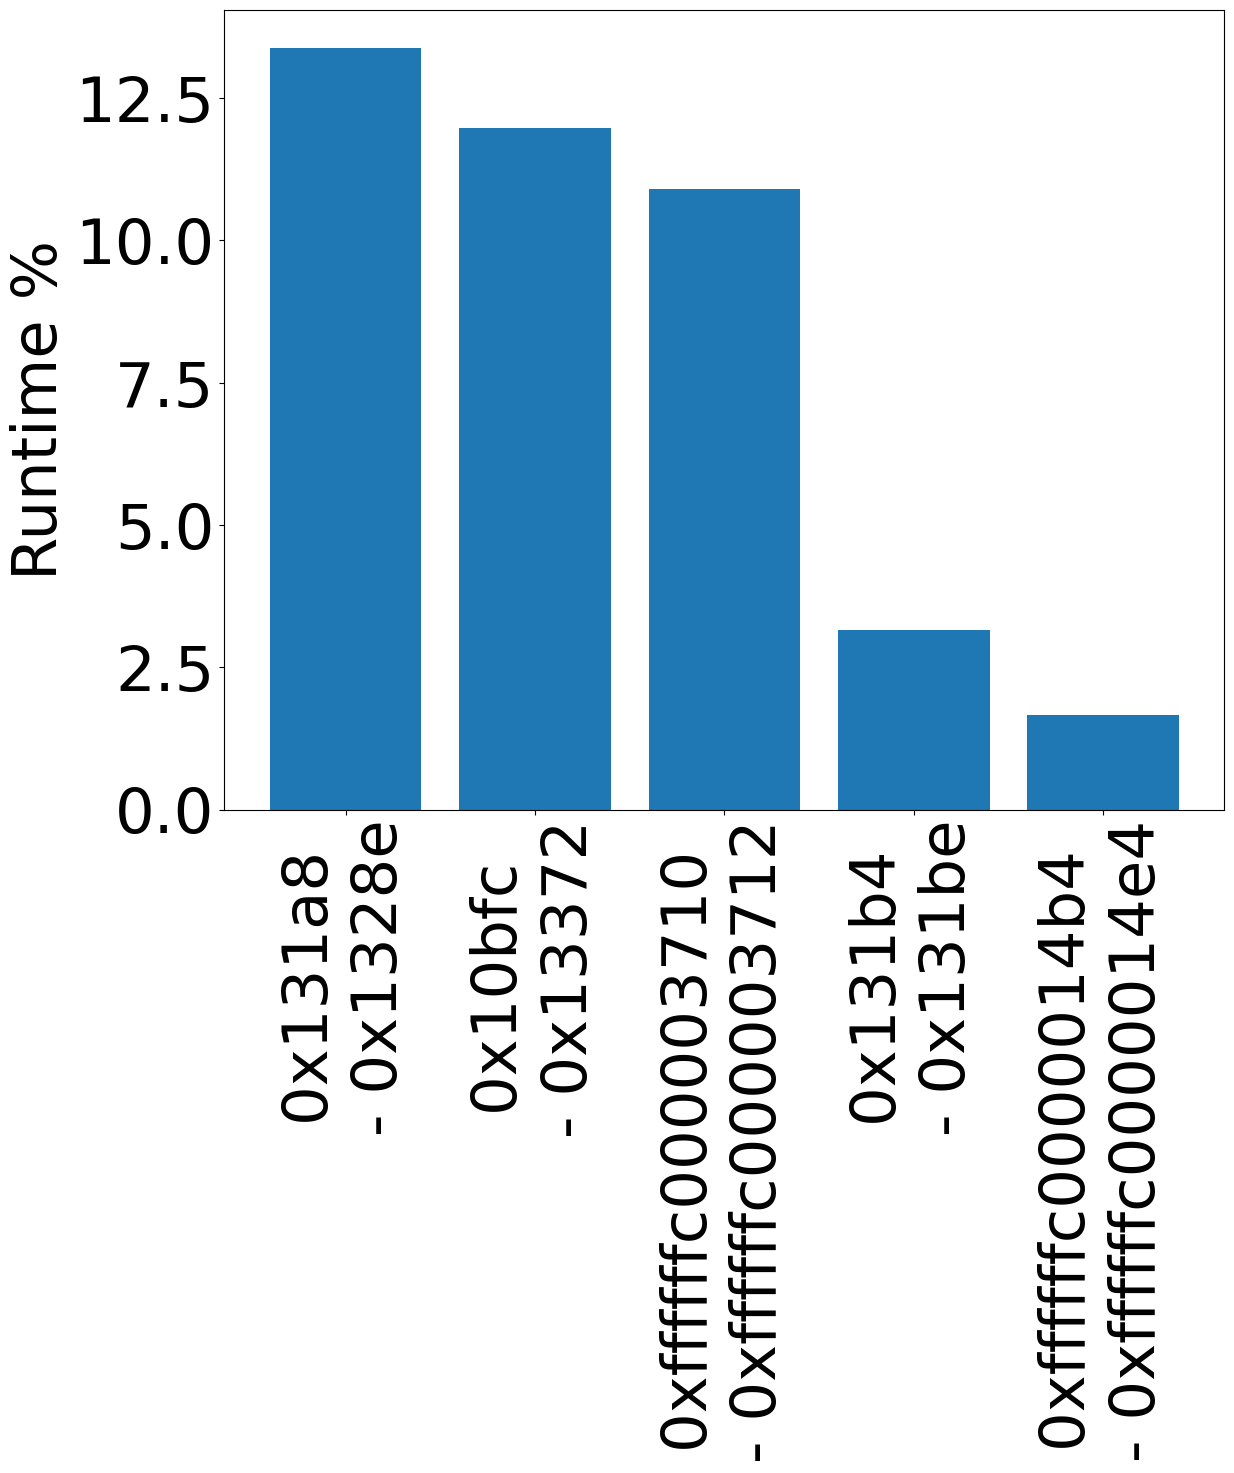 Runtime %
12.5
10.0
7.5
5.0
2.5
0.0
0x131a8
- 0x1328e
0x10bfc
- 0x13372
0xffffffc000003710
- 0xffffffc000003712
0x131b4
- 0x131be
0xffffffc0000014b4
- 0xffffffc0000014e4